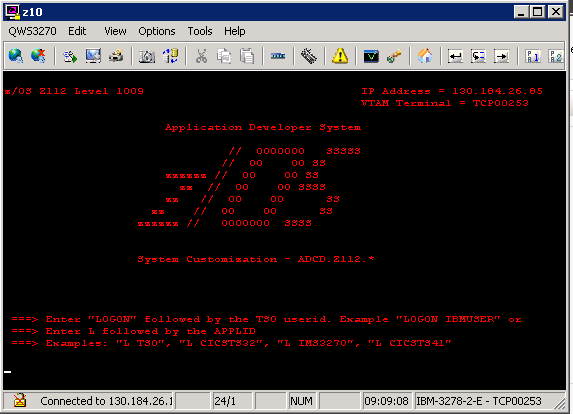 z10
QWS3270 Edit View Options Tools Help
z/OS Z112 Level 1009 IP Address = 130.184.26.85
VTAM Terminal = TCP00253
Application Developer System
// OOOOOOO SSSSS
// OO OO SS
zzzzzz // OO OO SS
zz // OO OO SSSS
zz // OO OO SS
zz // OO OO SS
zzzzzz // OOOOOOO SSSS
System Customization - ADCD.Z112.*
===> Enter "LOGON" followed by the TSO userid. Example "LOGON IBMUSER" or
===> Enter L followed by the APPLID
===> Examples: "L TSO", "L CICSTS32", "L IMS3270", "L CICSTS41"
Connected to 130.184.26.1 24/1 NUM 09:09:08 IBM-3278-2-E - TCP00253